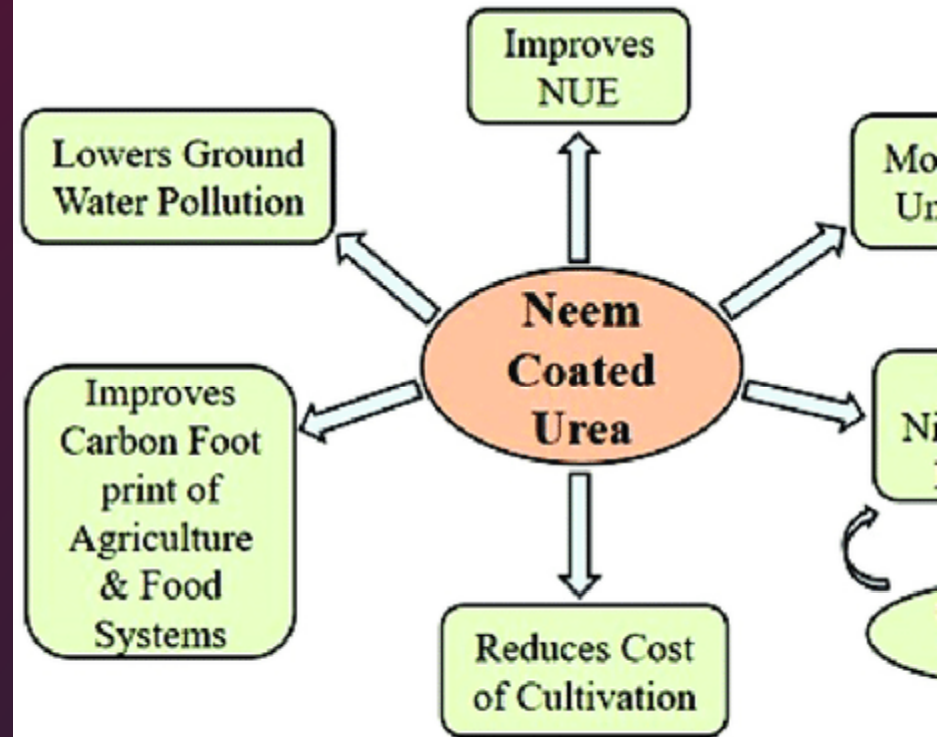 Improves
NUE
Lowers Ground
Water Pollution
Neem
Coated
Urea
Improves
Carbon Foot
print of
Agriculture
& Food
Systems
Reduces Cost
of Cultivation